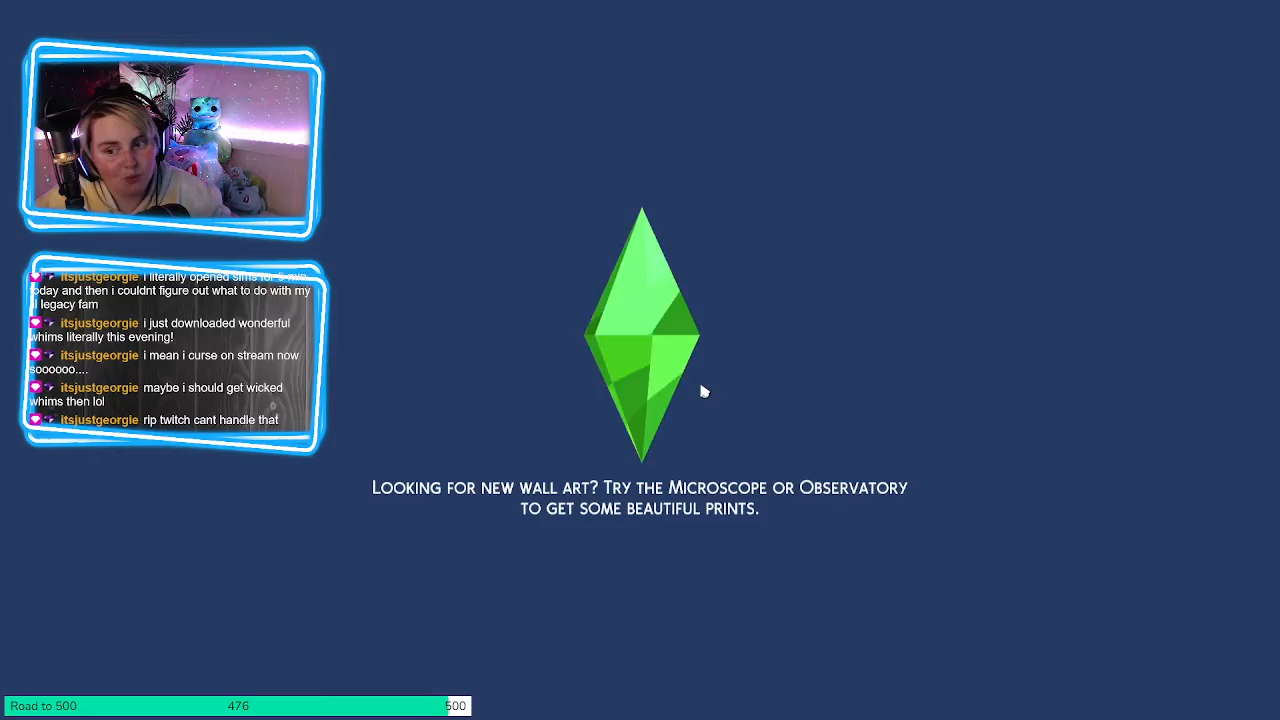 itsjustgeorgie i literally opened sims for 5 min
today and then i couldnt figure out what to do with my
legacy fam
itsjustgeorgie i just downloaded wonderful
whims literally this evening!
itsjustgeorgie i mean i curse on stream now
soooooo....
itsjustgeorgie maybe i should get wicked
whims then lol
itsjustgeorgie rip twitch cant handle that
Looking for new wall art? Try the Microscope or Observatory
to get some beautiful prints.
Road to 500 476 500